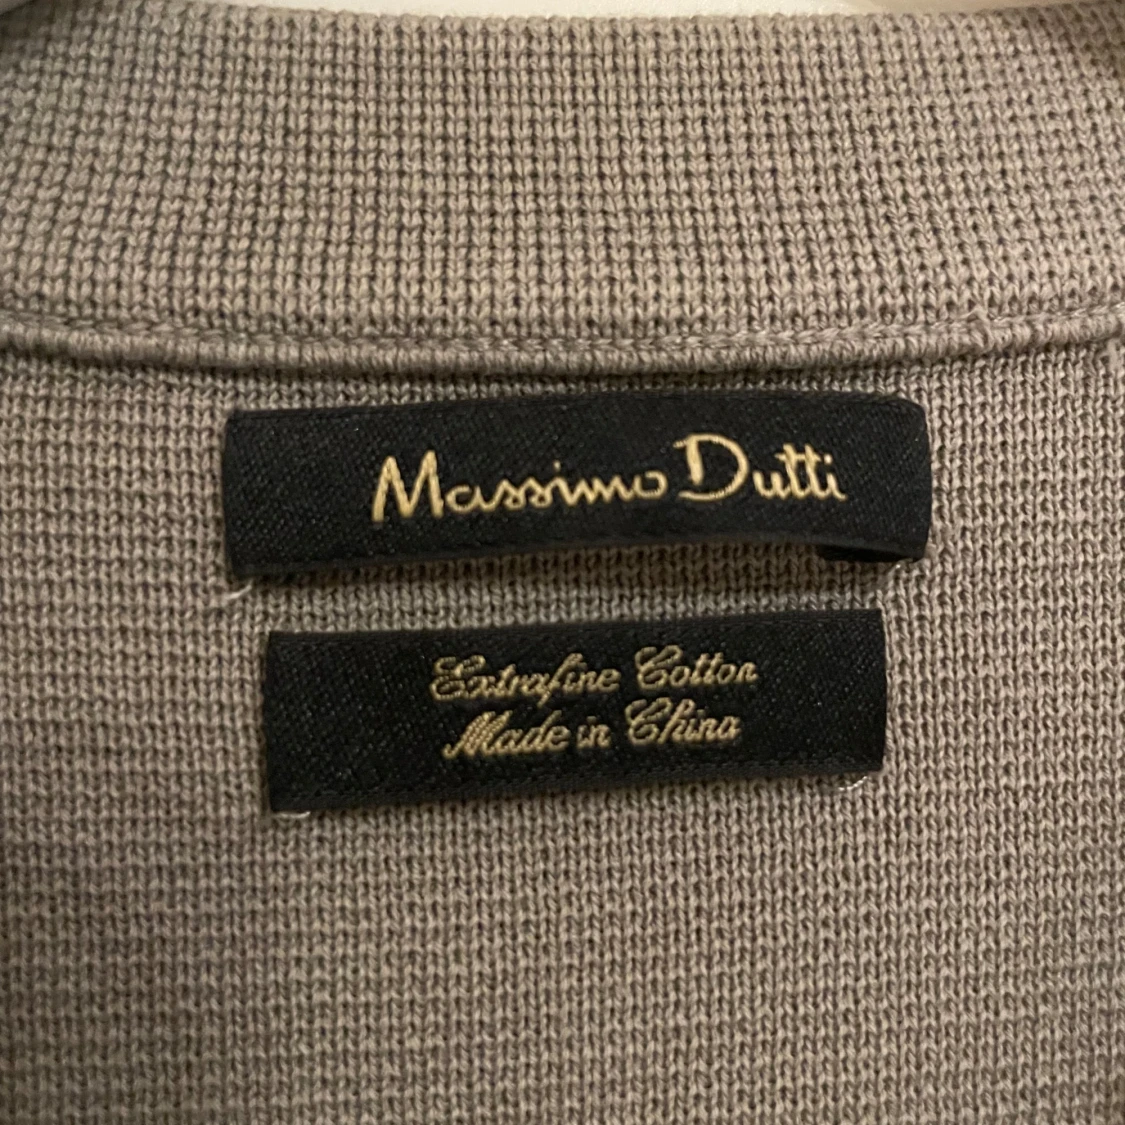 Massimo Dutti
Extrafine Cotton
Made in China